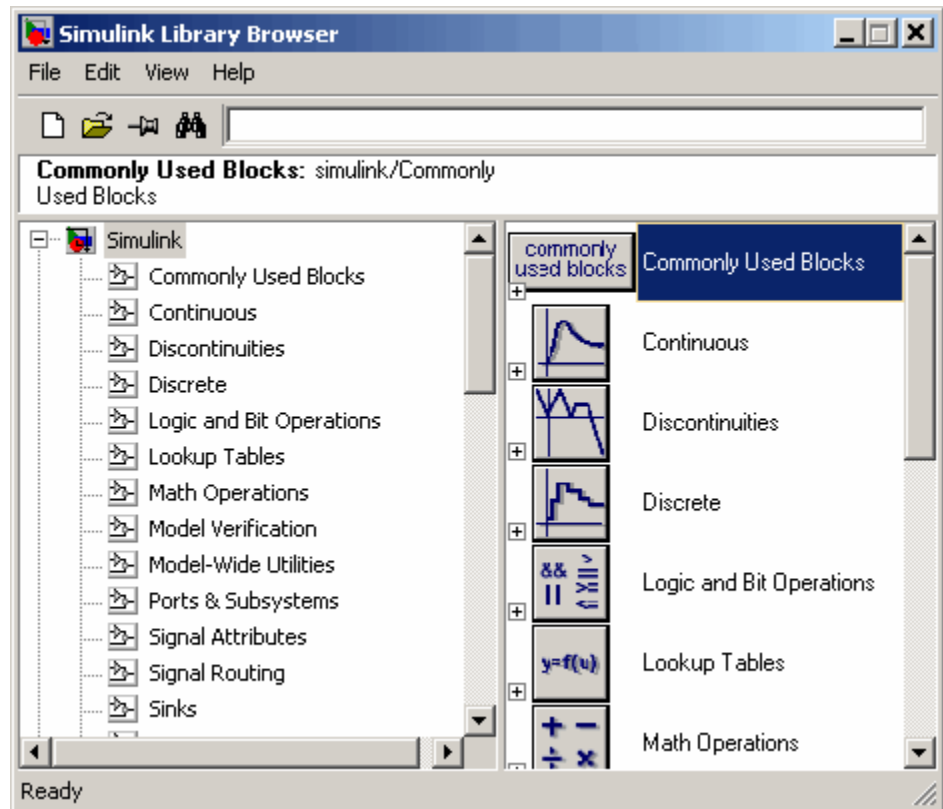 Simulink Library Browser
File Edit View Help
Commonly Used Blocks: simulink/Commonly
Used Blocks
Simulink
Commonly Used Blocks
Continuous
Discontinuities
Discrete
Logic and Bit Operations
Lookup Tables
Math Operations
Model Verification
Model-Wide Utilities
Ports & Subsystems
Signal Attributes
Signal Routing
Sinks
commonly
used blocks
Commonly Used Blocks
Continuous
Discontinuities
Discrete
&& > =
|| >= <=
Logic and Bit Operations
y=f(u)
Lookup Tables
+ −
÷ ×
Math Operations
Ready